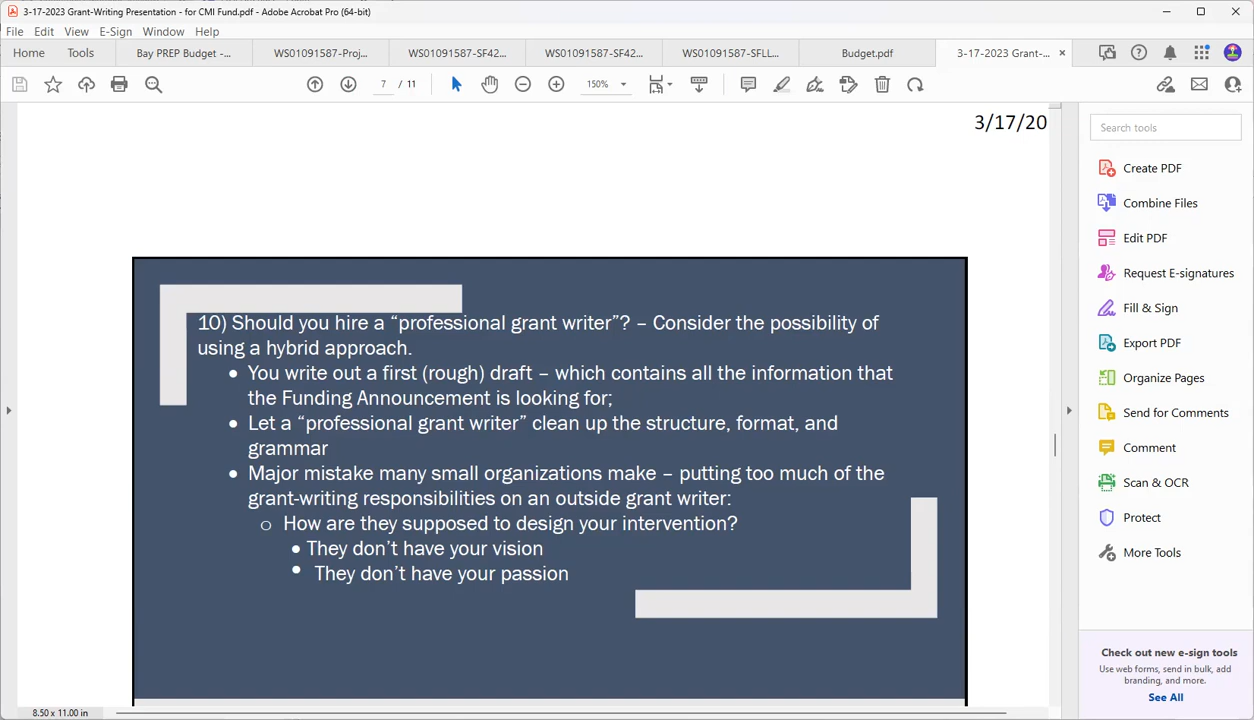 3-17-2023 Grant-Writing Presentation - for CMI Fund.pdf - Adobe Acrobat Pro (64-bit)
File Edit View E-Sign Window Help
Home Tools Bay PREP Budget -... WS01091587-Proj... WS01091587-SF42... WS01091587-SF42... WS01091587-SFLL... Budget.pdf 3-17-2023 Grant-...
7 / 11 150%
3/17/20
10) Should you hire a “professional grant writer”? – Consider the possibility of
using a hybrid approach.
• You write out a first (rough) draft – which contains all the information that
the Funding Announcement is looking for;
• Let a “professional grant writer” clean up the structure, format, and
grammar
• Major mistake many small organizations make – putting too much of the
grant-writing responsibilities on an outside grant writer:
o How are they supposed to design your intervention?
• They don’t have your vision
• They don’t have your passion
Search tools
Create PDF
Combine Files
Edit PDF
Request E-signatures
Fill & Sign
Export PDF
Organize Pages
Send for Comments
Comment
Scan & OCR
Protect
More Tools
Check out new e-sign tools
Use web forms, send in bulk, add
branding, and more.
See All
8.50 x 11.00 in